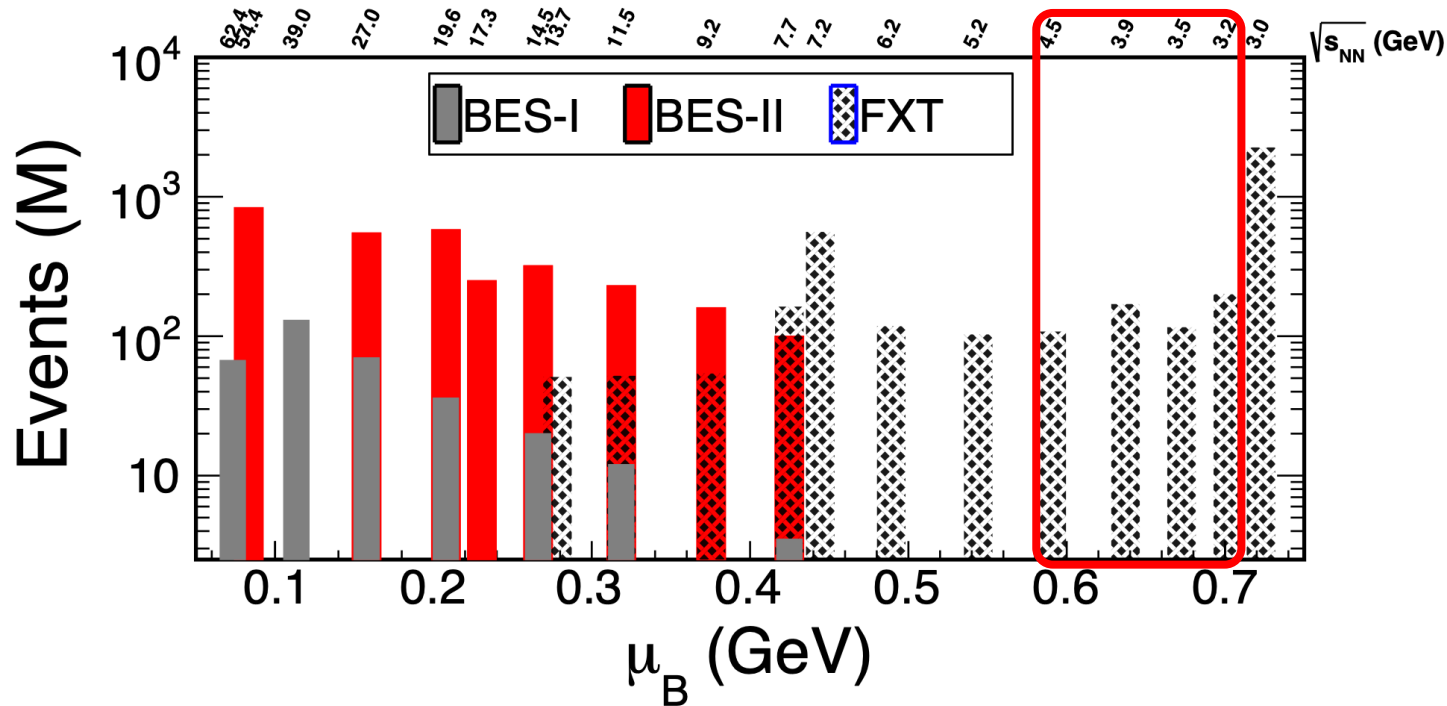 62.4 54.4 39.0 27.0 19.6 17.3 14.5 13.7 11.5 9.2 7.7 7.2 6.2 5.2 4.5 3.9 3.5 3.2 3.0 √s_NN (GeV)
10⁴
BES-I BES-II FXT
10³
10²
10
Events (M)
0.1 0.2 0.3 0.4 0.5 0.6 0.7
μ_B (GeV)